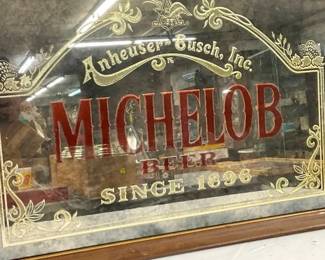 Anheuser-Busch, Inc.
MICHELOB
BEER
SINCE 1896